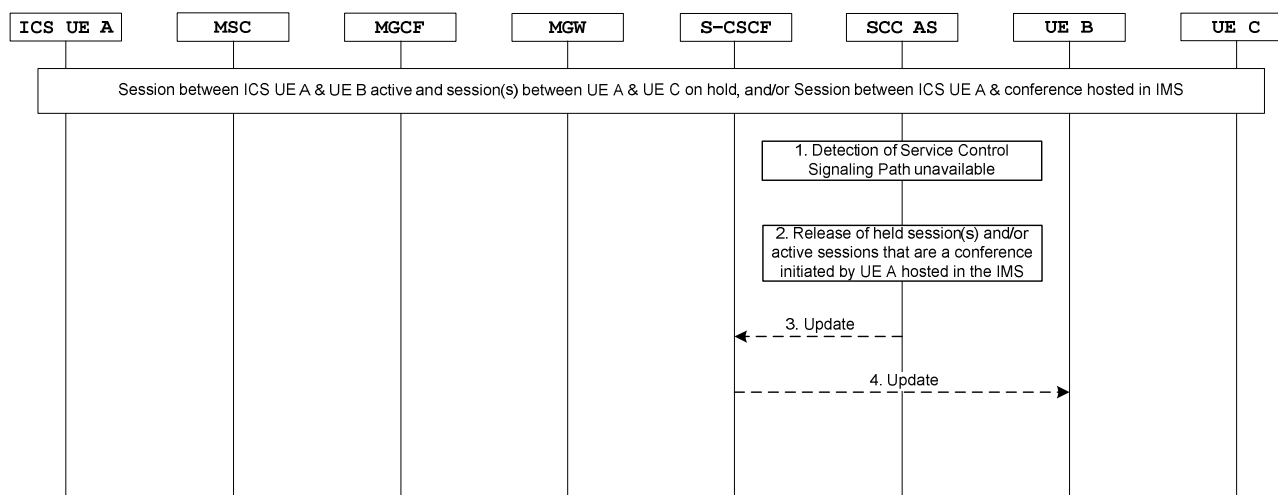 ICS UE A MSC MGCF MGW S-CSCF SCC AS UE B UE C
Session between ICS UE A & UE B active and session(s) between UE A & UE C on hold, and/or Session between ICS UE A & conference hosted in IMS
1. Detection of Service Control
Signaling Path unavailable
2. Release of held session(s) and/or
active sessions that are a conference
initiated by UE A hosted in the IMS
3. Update
4. Update